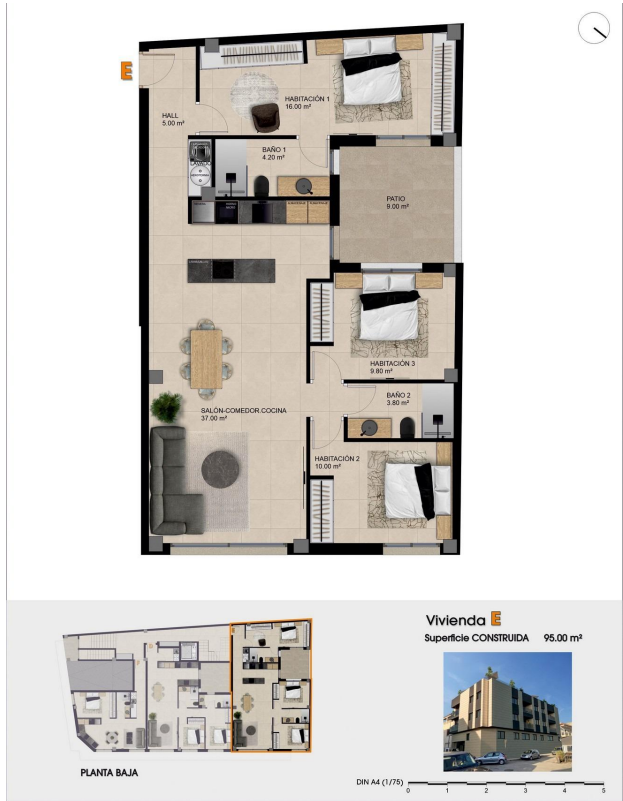 E
HALL
5.00 m²
HABITACIÓN 1
16.00 m²
BAÑO 1
4.20 m²
PATIO
9.00 m²
HABITACIÓN 3
9.80 m²
BAÑO 2
3.80 m²
SALÓN-COMEDOR.COCINA
37.00 m²
HABITACIÓN 2
10.00 m²
Vivienda E
Superficie CONSTRUIDA 95.00 m²
PLANTA BAJA
DIN A4 (1/75)
0 1 2 3 4 5